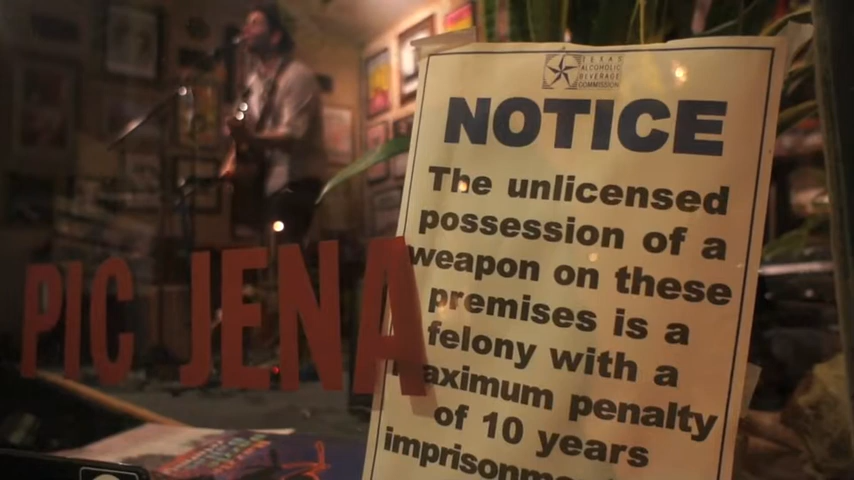 TEXAS
ALCOHOLIC
BEVERAGE
COMMISSION
NOTICE
The unlicensed
possession of a
weapon on these
premises is a
felony with a
maximum penalty
of 10 years
imprisonm
PIC JENA